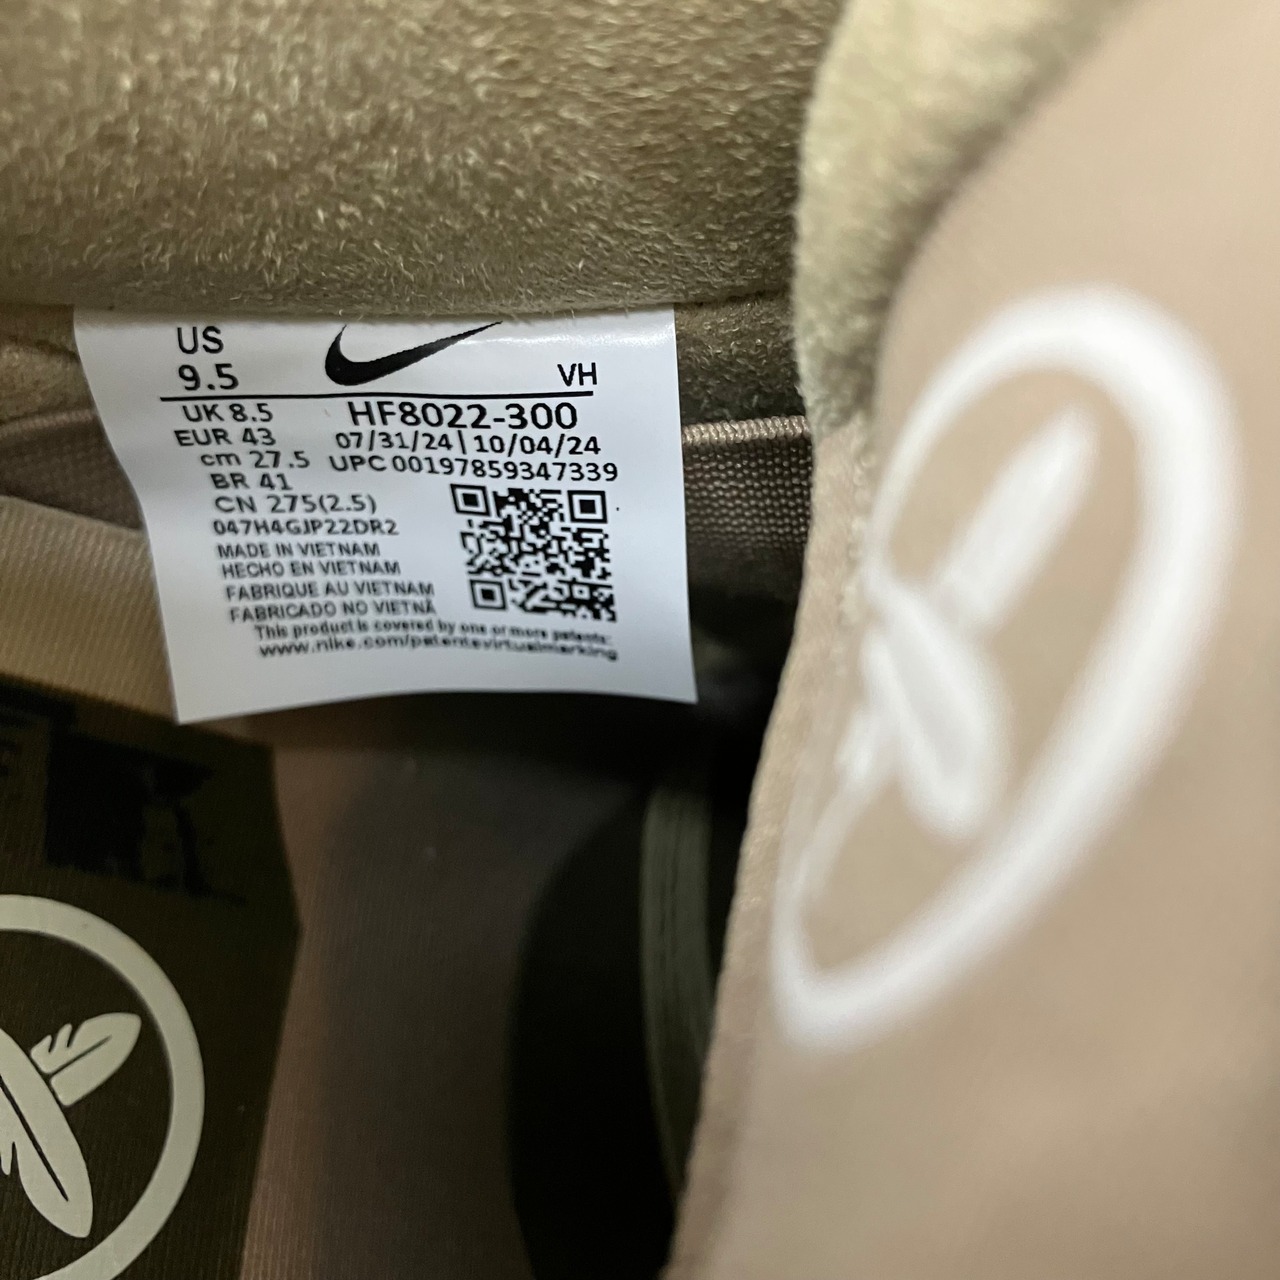 US
9.5
VH
UK 8.5
HF8022-300
EUR 43
07/31/24 | 10/04/24
cm 27.5
UPC 00197859347339
BR 41
CN 275(2.5)
047H4GJP22DR2
MADE IN VIETNAM
HECHO EN VIETNAM
FABRIQUE AU VIETNAM
FABRICADO NO VIETNÃ
This product is covered by one or more patents:
www.nike.com/patentsvirtualmarking